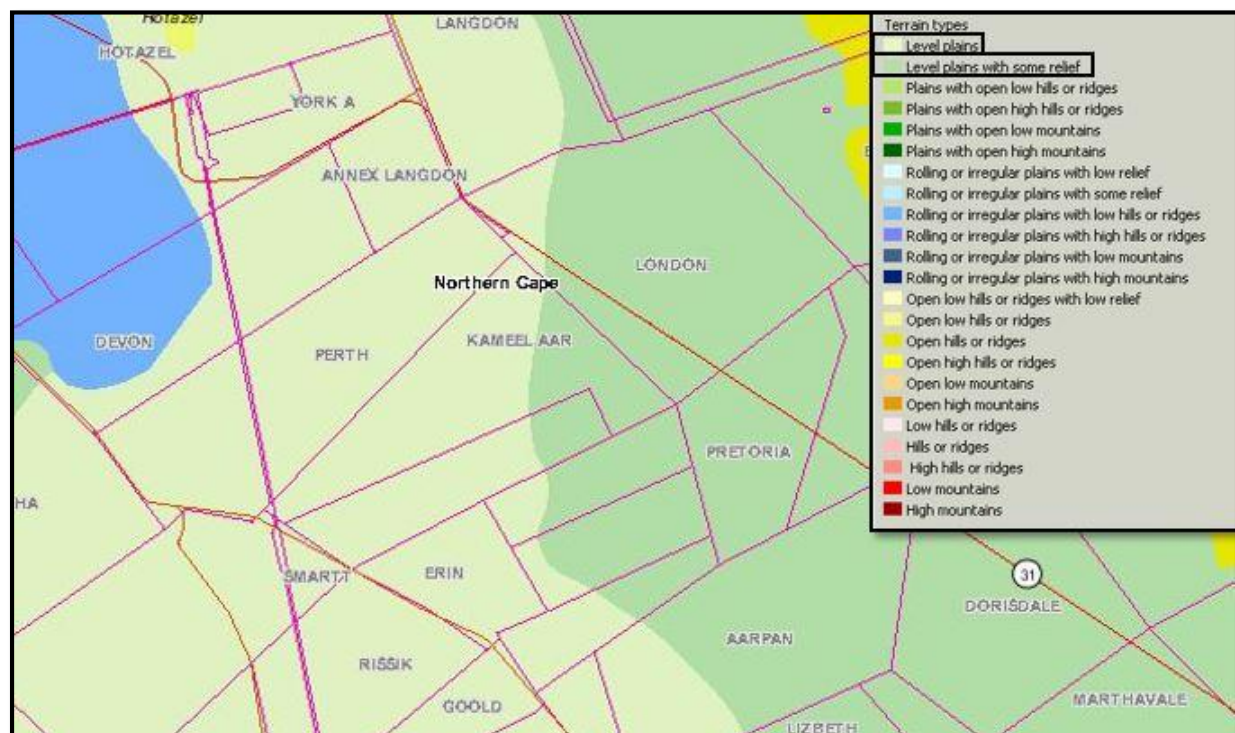 Hotazel
LANGDON
HOTAZEL
YORK A
ANNEX LANGDON
LONDON
Northern Cape
DEVON
PERTH
KAMEEL AAR
PRETORIA
HA
SMARTT
ERIN
31
DORISDALE
AARPAN
RISSIK
GOOLD
MARTHAVALE
LIZBETH
Terrain types
Level plains
Level plains with some relief
Plains with open low hills or ridges
Plains with open high hills or ridges
Plains with open low mountains
Plains with open high mountains
Rolling or irregular plains with low relief
Rolling or irregular plains with some relief
Rolling or irregular plains with low hills or ridges
Rolling or irregular plains with high hills or ridges
Rolling or irregular plains with low mountains
Rolling or irregular plains with high mountains
Open low hills or ridges with low relief
Open low hills or ridges
Open hills or ridges
Open high hills or ridges
Open low mountains
Open high mountains
Low hills or ridges
Hills or ridges
High hills or ridges
Low mountains
High mountains